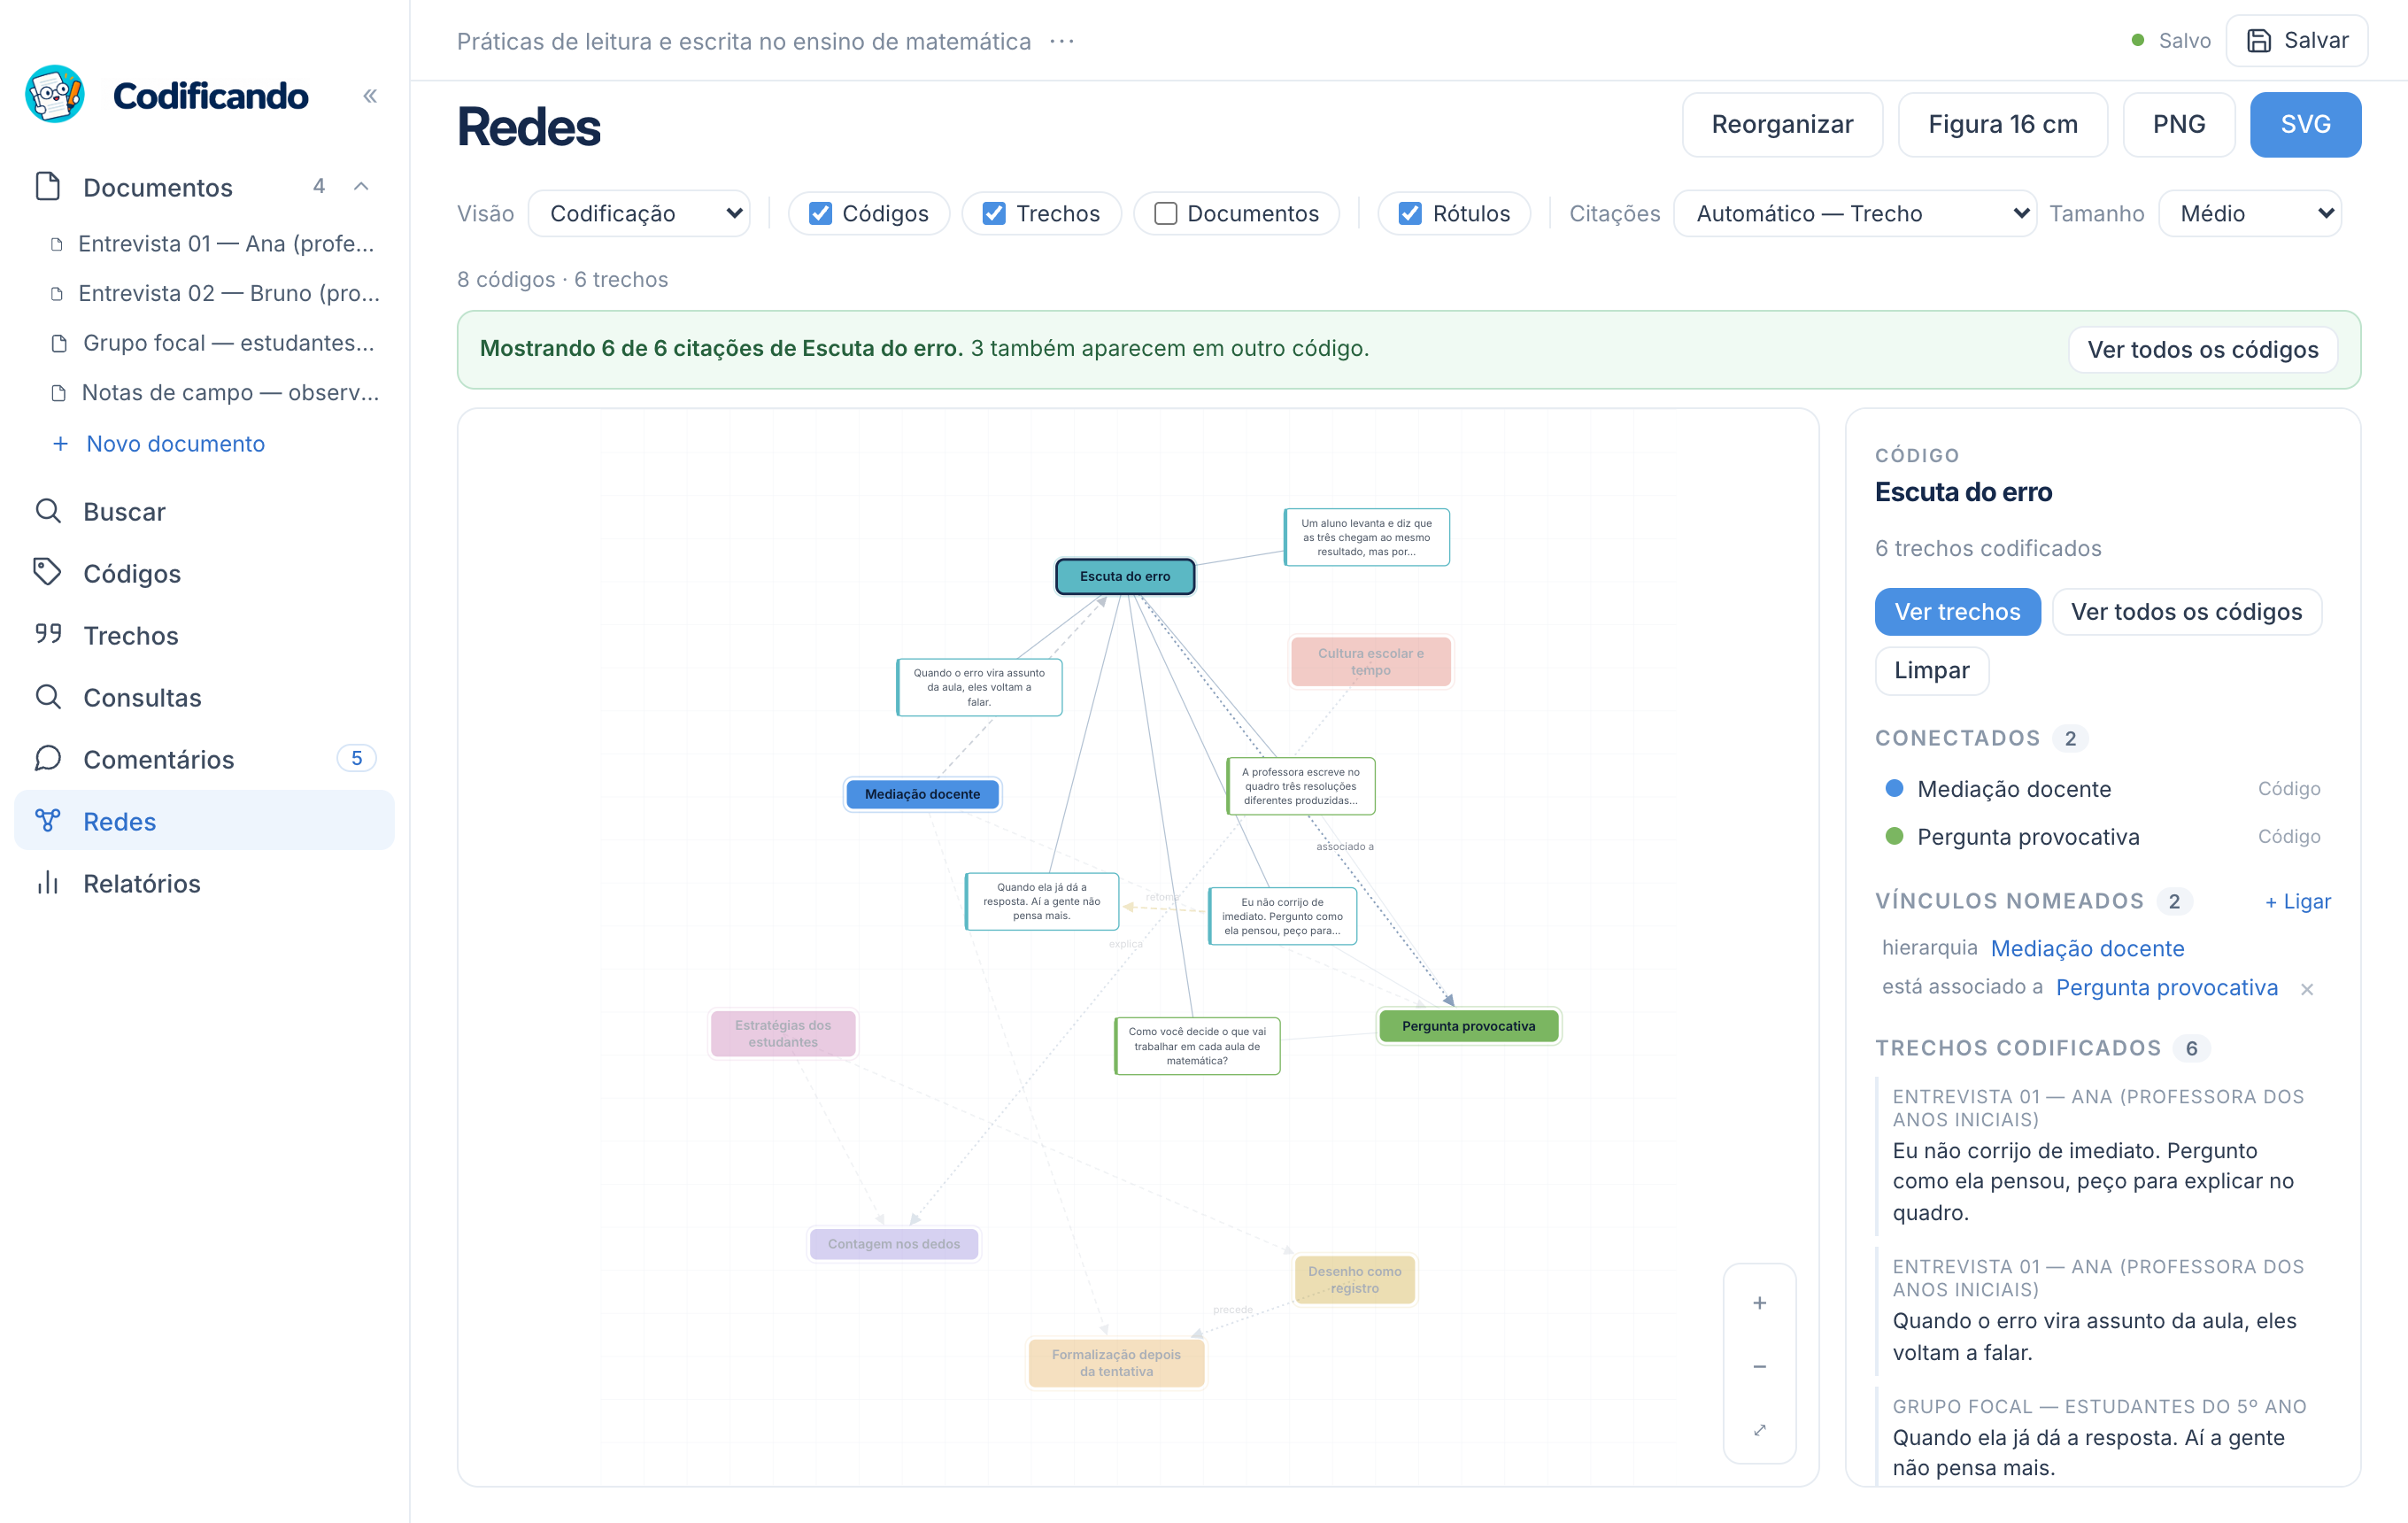 Práticas de leitura e escrita no ensino de matemática ···
Salvo
Salvar
Codificando
«
Redes
Reorganizar
Figura 16 cm
PNG
SVG
Documentos 4
Entrevista 01 — Ana (profe...
Entrevista 02 — Bruno (pro...
Grupo focal — estudantes...
Notas de campo — observ...
+ Novo documento
Buscar
Códigos
Trechos
Consultas
Comentários 5
Redes
Relatórios
Visão Codificação Códigos Trechos Documentos Rótulos Citações Automático — Trecho Tamanho Médio
8 códigos · 6 trechos
Mostrando 6 de 6 citações de Escuta do erro. 3 também aparecem em outro código.
Ver todos os códigos
Um aluno levanta e diz que
as três chegam ao mesmo
resultado, mas por...
Escuta do erro
Cultura escolar e
tempo
Quando o erro vira assunto
da aula, eles voltam a
falar.
Mediação docente
A professora escreve no
quadro três resoluções
diferentes produzidas...
associado a
Quando ela já dá a
resposta. Aí a gente não
pensa mais.
retoma
Eu não corrijo de
imediato. Pergunto como
ela pensou, peço para...
explica
Estratégias dos
estudantes
Como você decide o que vai
trabalhar em cada aula de
matemática?
Pergunta provocativa
Contagem nos dedos
Desenho como
registro
precede
Formalização depois
da tentativa
+
−
CÓDIGO
Escuta do erro
6 trechos codificados
Ver trechos
Ver todos os códigos
Limpar
CONECTADOS 2
Mediação docente Código
Pergunta provocativa Código
VÍNCULOS NOMEADOS 2 + Ligar
hierarquia Mediação docente
está associado a Pergunta provocativa ×
TRECHOS CODIFICADOS 6
ENTREVISTA 01 — ANA (PROFESSORA DOS
ANOS INICIAIS)
Eu não corrijo de imediato. Pergunto
como ela pensou, peço para explicar no
quadro.
ENTREVISTA 01 — ANA (PROFESSORA DOS
ANOS INICIAIS)
Quando o erro vira assunto da aula, eles
voltam a falar.
GRUPO FOCAL — ESTUDANTES DO 5º ANO
Quando ela já dá a resposta. Aí a gente
não pensa mais.